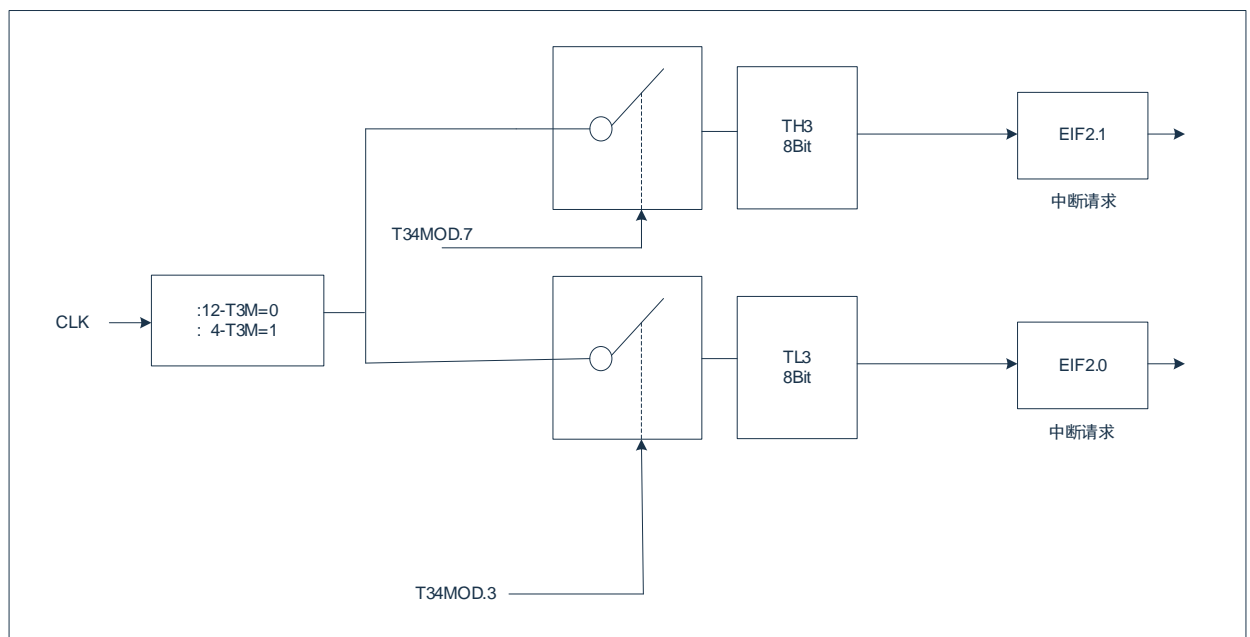 TH3
8Bit
EIF2.1
中断请求
T34MOD.7
CLK
:12-T3M=0
: 4-T3M=1
TL3
8Bit
EIF2.0
中断请求
T34MOD.3